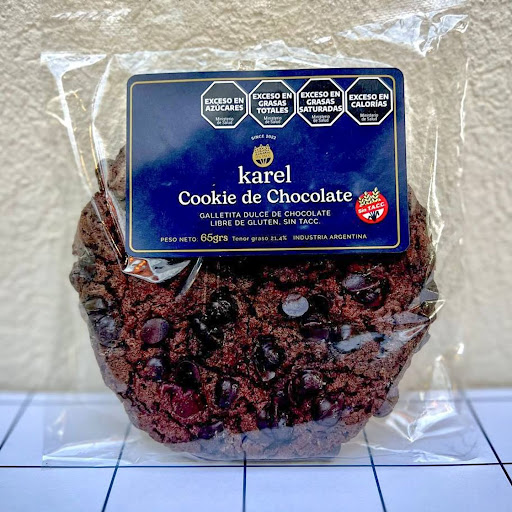 EXCESO EN AZÚCARES
Ministerio de Salud
EXCESO EN GRASAS TOTALES
Ministerio de Salud
EXCESO EN GRASAS SATURADAS
Ministerio de Salud
EXCESO EN CALORÍAS
Ministerio de Salud
SINCE 2023
karel
Cookie de Chocolate
GALLETITA DULCE DE CHOCOLATE
LIBRE DE GLUTEN, SIN TACC.
Sin T.A.C.C.
PESO NETO: 65grs Tenor graso 21,4% INDUSTRIA ARGENTINA